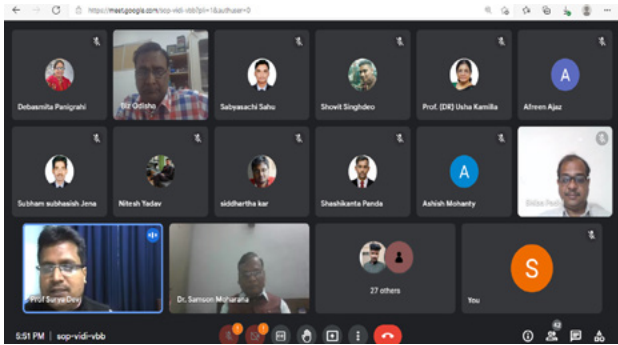 https://meet.google.com/sop-vidi-vbb?pli=1&authuser=0
Debasmita Panigrahi
Biz Odisha
Sabyasachi Sahu
Shovit Singhdeo
Prof. (DR) Usha Kamilla
A
Afreen Ajaz
Subham subhasish Jena
Nitesh Yadav
siddhartha kar
Shashikanta Panda
A
Ashish Mohanty
Prof Surya Devi
Dr. Samson Moharana
27 others
S
You
5:51 PM | sop-vidi-vbb
42